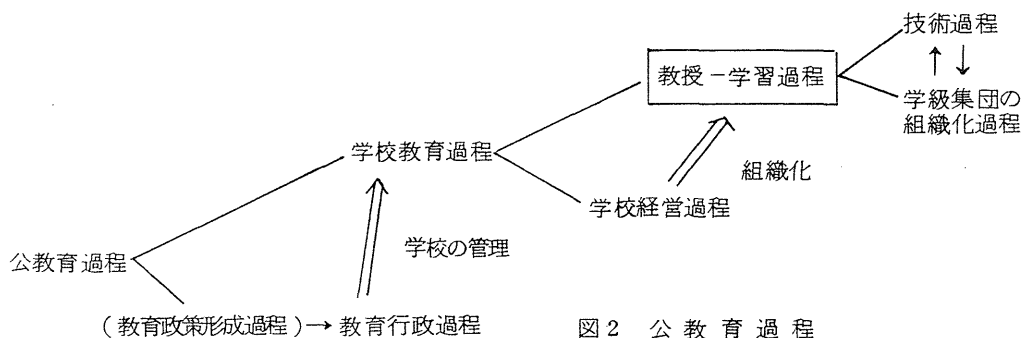 技術過程
教授－学習過程
学級集団の
組織化過程
学校教育過程
組織化
学校経営過程
学校の管理
公教育過程
(教育政策形成過程)→教育行政過程
図2 公教育過程